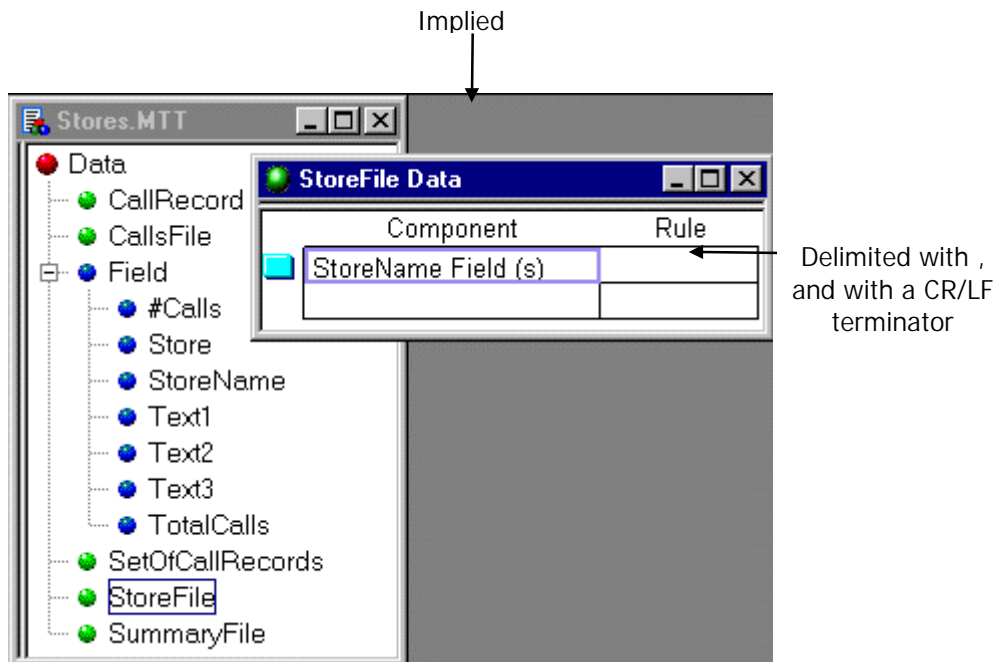 Implied
Stores.MTT
Data
CallRecord
CallsFile
Field
#Calls
Store
StoreName
Text1
Text2
Text3
TotalCalls
SetOfCallRecords
StoreFile
SummaryFile
StoreFile Data
Component Rule
StoreName Field (s)
Delimited with ,
and with a CR/LF
terminator